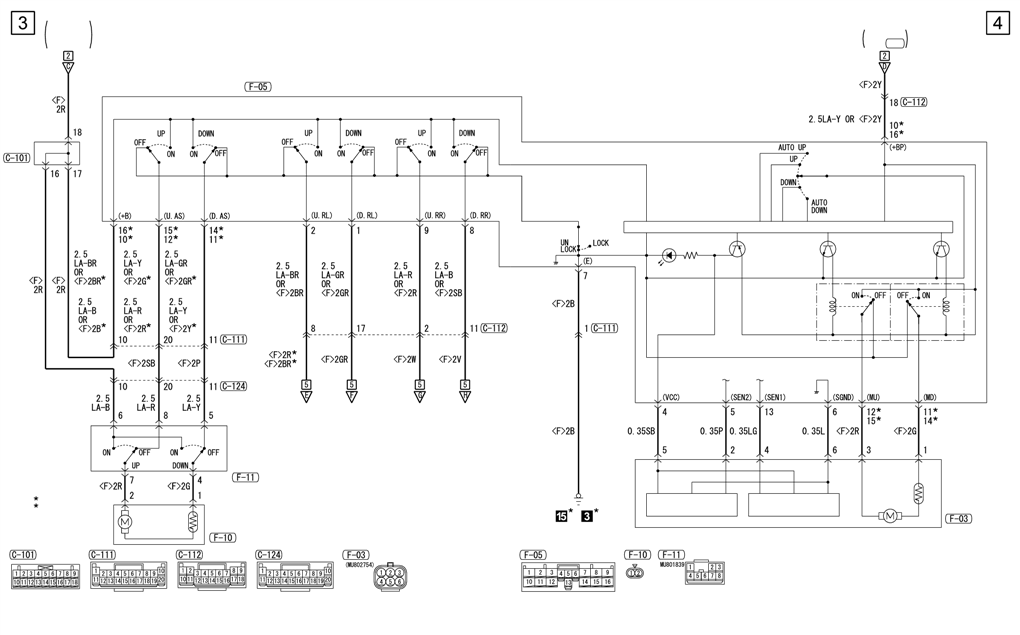 3
4
2
C
2
D
<F>
2R
<F>2Y
18 C-112
2.5LA-Y OR <F>2Y
10*
16*
(+BP)
F-05
18
C-101
16 17
UP DOWN
OFF ON ON OFF
UP DOWN
OFF ON ON OFF
UP DOWN
OFF ON ON OFF
AUTO UP
UP
DOWN
AUTO
DOWN
(+B) (U. AS) (D. AS) (U. RL) (D. RL) (U. RR) (D. RR)
16* 15* 14* 2 1 9 8
10* 12* 11*
UN
LOCK LOCK
(E)
7
<F>
2R
<F>
2R
2.5
LA-BR
OR
<F>2BR*
2.5
LA-Y
OR
<F>2G*
2.5
LA-GR
OR
<F>2GR*
2.5
LA-B
OR
<F>2B*
2.5
LA-R
OR
<F>2R*
2.5
LA-Y
OR
<F>2Y*
2.5
LA-BR
OR
<F>2BR
2.5
LA-GR
OR
<F>2GR
2.5
LA-R
OR
<F>2R
2.5
LA-B
OR
<F>2SB
<F>2B
ON OFF OFF ON
10 20 11 C-111
8 17 2 11 C-112
1 C-111
<F>2SB <F>2P
<F>2R*
<F>2BR*
<F>2GR <F>2W <F>2V
10 20 11 C-124
5 5 5 5
E F G H
2.5
LA-B
2.5
LA-R
2.5
LA-Y
6 8 5
(VCC) (SEN2) (SEN1) (SGND) (MU) (MD)
4 5 13 6 12* 11*
15* 14*
<F>2B
0.35SB 0.35P 0.35LG 0.35L <F>2R <F>2G
5 2 4 6 3 1
ON OFF ON OFF
UP DOWN
F-11
7 4
<F>2R <F>2G
2 1
M
F-10
*
*
15* 3*
M
F-03
C-101
1 2 3 4 5 6 7 8 9
10 11 12 13 14 15 16 17 18
C-111
1 2 3 4 5 6 7 8 9 10
11 12 13 14 15 16 17 18 19 20
C-112
1 2 3 4 5 6 7 8 9
10 11 12 13 14 15 16 17 18
C-124
1 2 3 4 5 6 7 8 9 10
11 12 13 14 15 16 17 18 19 20
F-03
(MU802754)
1 2 3
4 5 6
F-05
1 2 3 4 5 6 7 8 9
10 11 12 13 14 15 16
F-10
1 2
F-11
MU801839
1 2 3
4 5 6 7 8